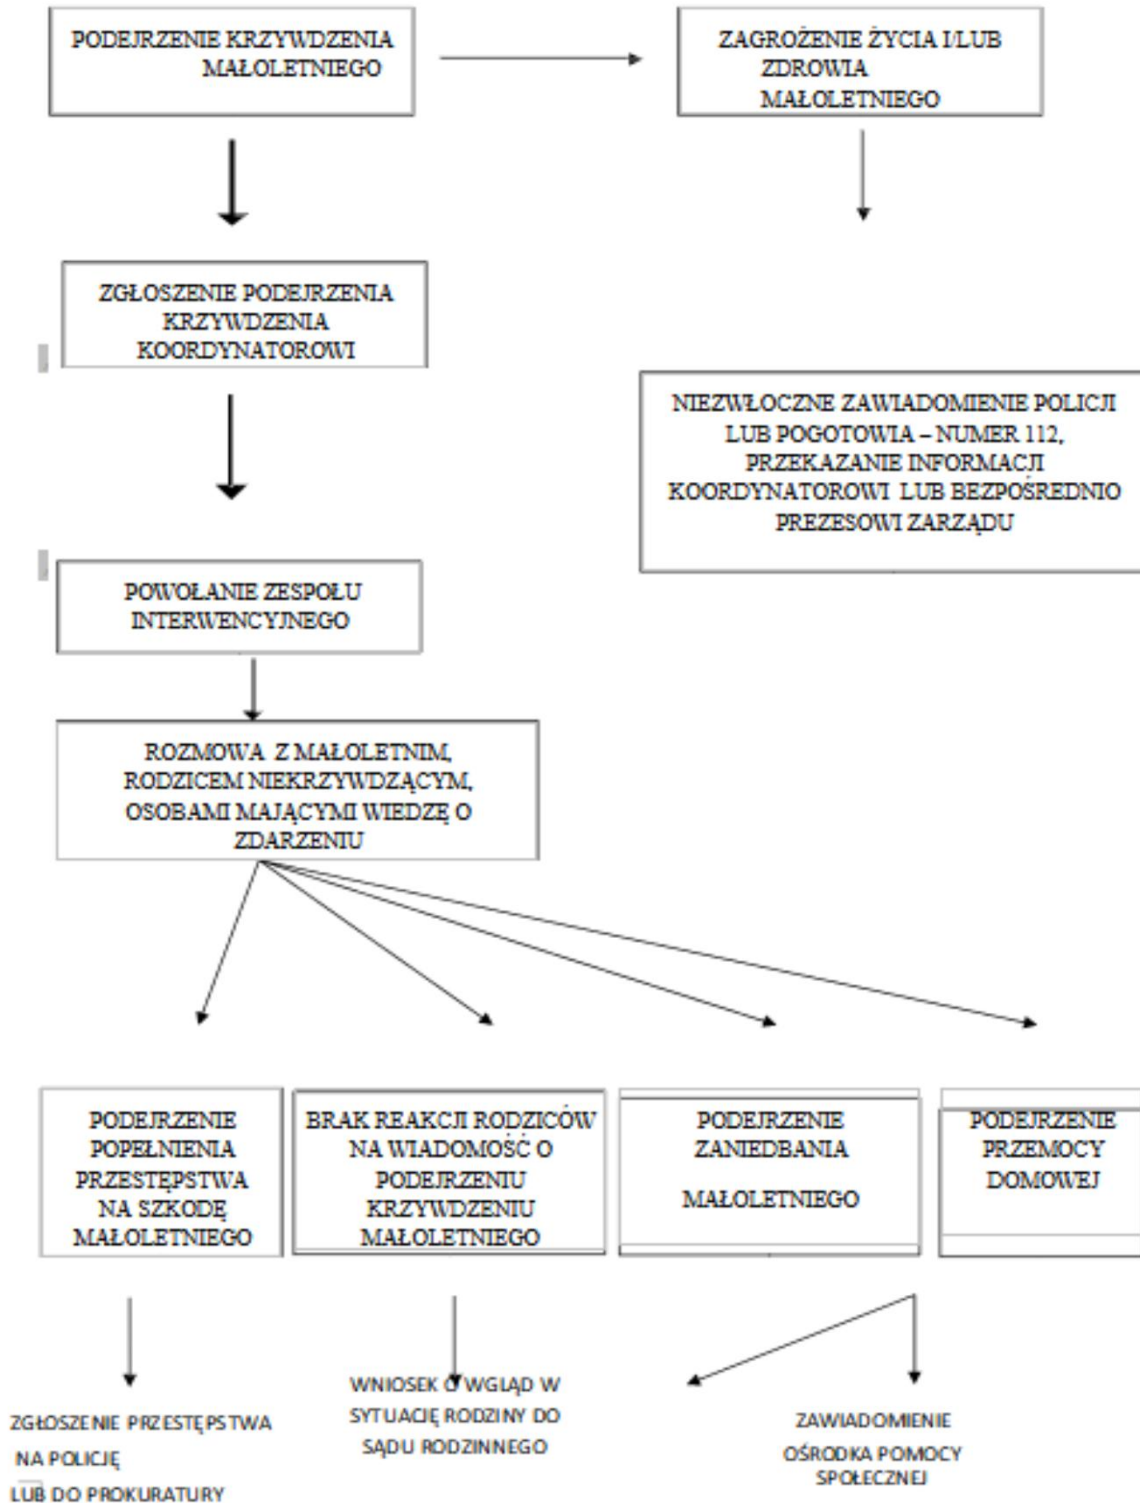 PODEJRZENIE KRZYWDZENIA
MAŁOLETNIEGO
ZAGROŻENIE ŻYCIA I/LUB
ZDROWIA
MAŁOLETNIEGO
ZGŁOSZENIE PODEJRZENIA
KRZYWDZENIA
KOORDYNATOROWI
NIEZWŁOCZNE ZAWIADOMIENIE POLICJI
LUB POGOTOWIA – NUMER 112,
PRZEKAZANIE INFORMACJI
KOORDYNATOROWI LUB BEZPOŚREDNIO
PREZESOWI ZARZĄDU
POWOŁANIE ZESPOŁU
INTERWENCYJNEGO
ROZMOWA Z MAŁOLETNIM,
RODZICEM NIEKRZYWDZĄCYM,
OSOBAMI MAJĄCYMI WIEDZĘ O
ZDARZENIU
PODEJRZENIE
POPEŁNIENIA
PRZESTĘPSTWA
NA SZKODĘ
MAŁOLETNIEGO
BRAK REAKCJI RODZICÓW
NA WIADOMOŚĆ O
PODEJRZENIU
KRZYWDZENIU
MAŁOLETNIEGO
PODEJRZENIE
ZANIEDBANIA
MAŁOLETNIEGO
PODEJRZENIE
PRZEMOCY
DOMOWEJ
ZGŁOSZENIE PRZESTĘPSTWA
NA POLICJĘ
LUB DO PROKURATURY
WNIOSEK O WGLĄD W
SYTUACJĘ RODZINY DO
SĄDU RODZINNEGO
ZAWIADOMIENIE
OŚRODKA POMOCY
SPOŁECZNEJ